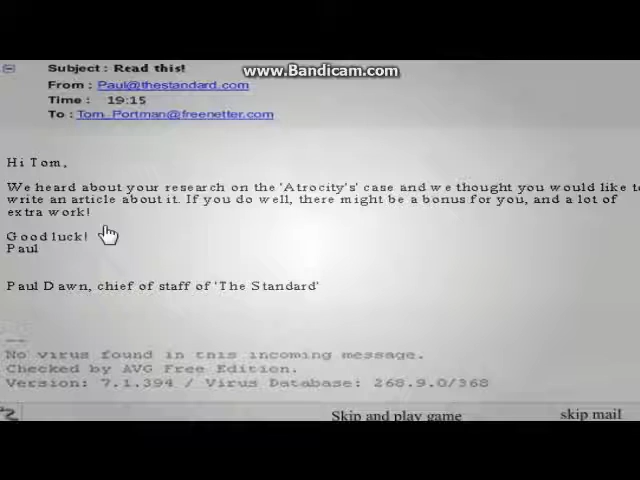 Subject : Read this!
www.Bandicam.com
From : Paul@thestandard.com
Time : 19:15
To : Tom_Portman@freenetter.com
Hi Tom,
We heard about your research on the 'Atrocity's' case and we thought you would like to
write an article about it. If you do well, there might be a bonus for you, and a lot of
extra work!
Good luck!
Paul
Paul Dawn, chief of staff of 'The Standard'
--
No virus found in this incoming message.
Checked by AVG Free Edition.
Version: 7.1.394 / Virus Database: 268.9.0/368
Skip and play game
skip mail